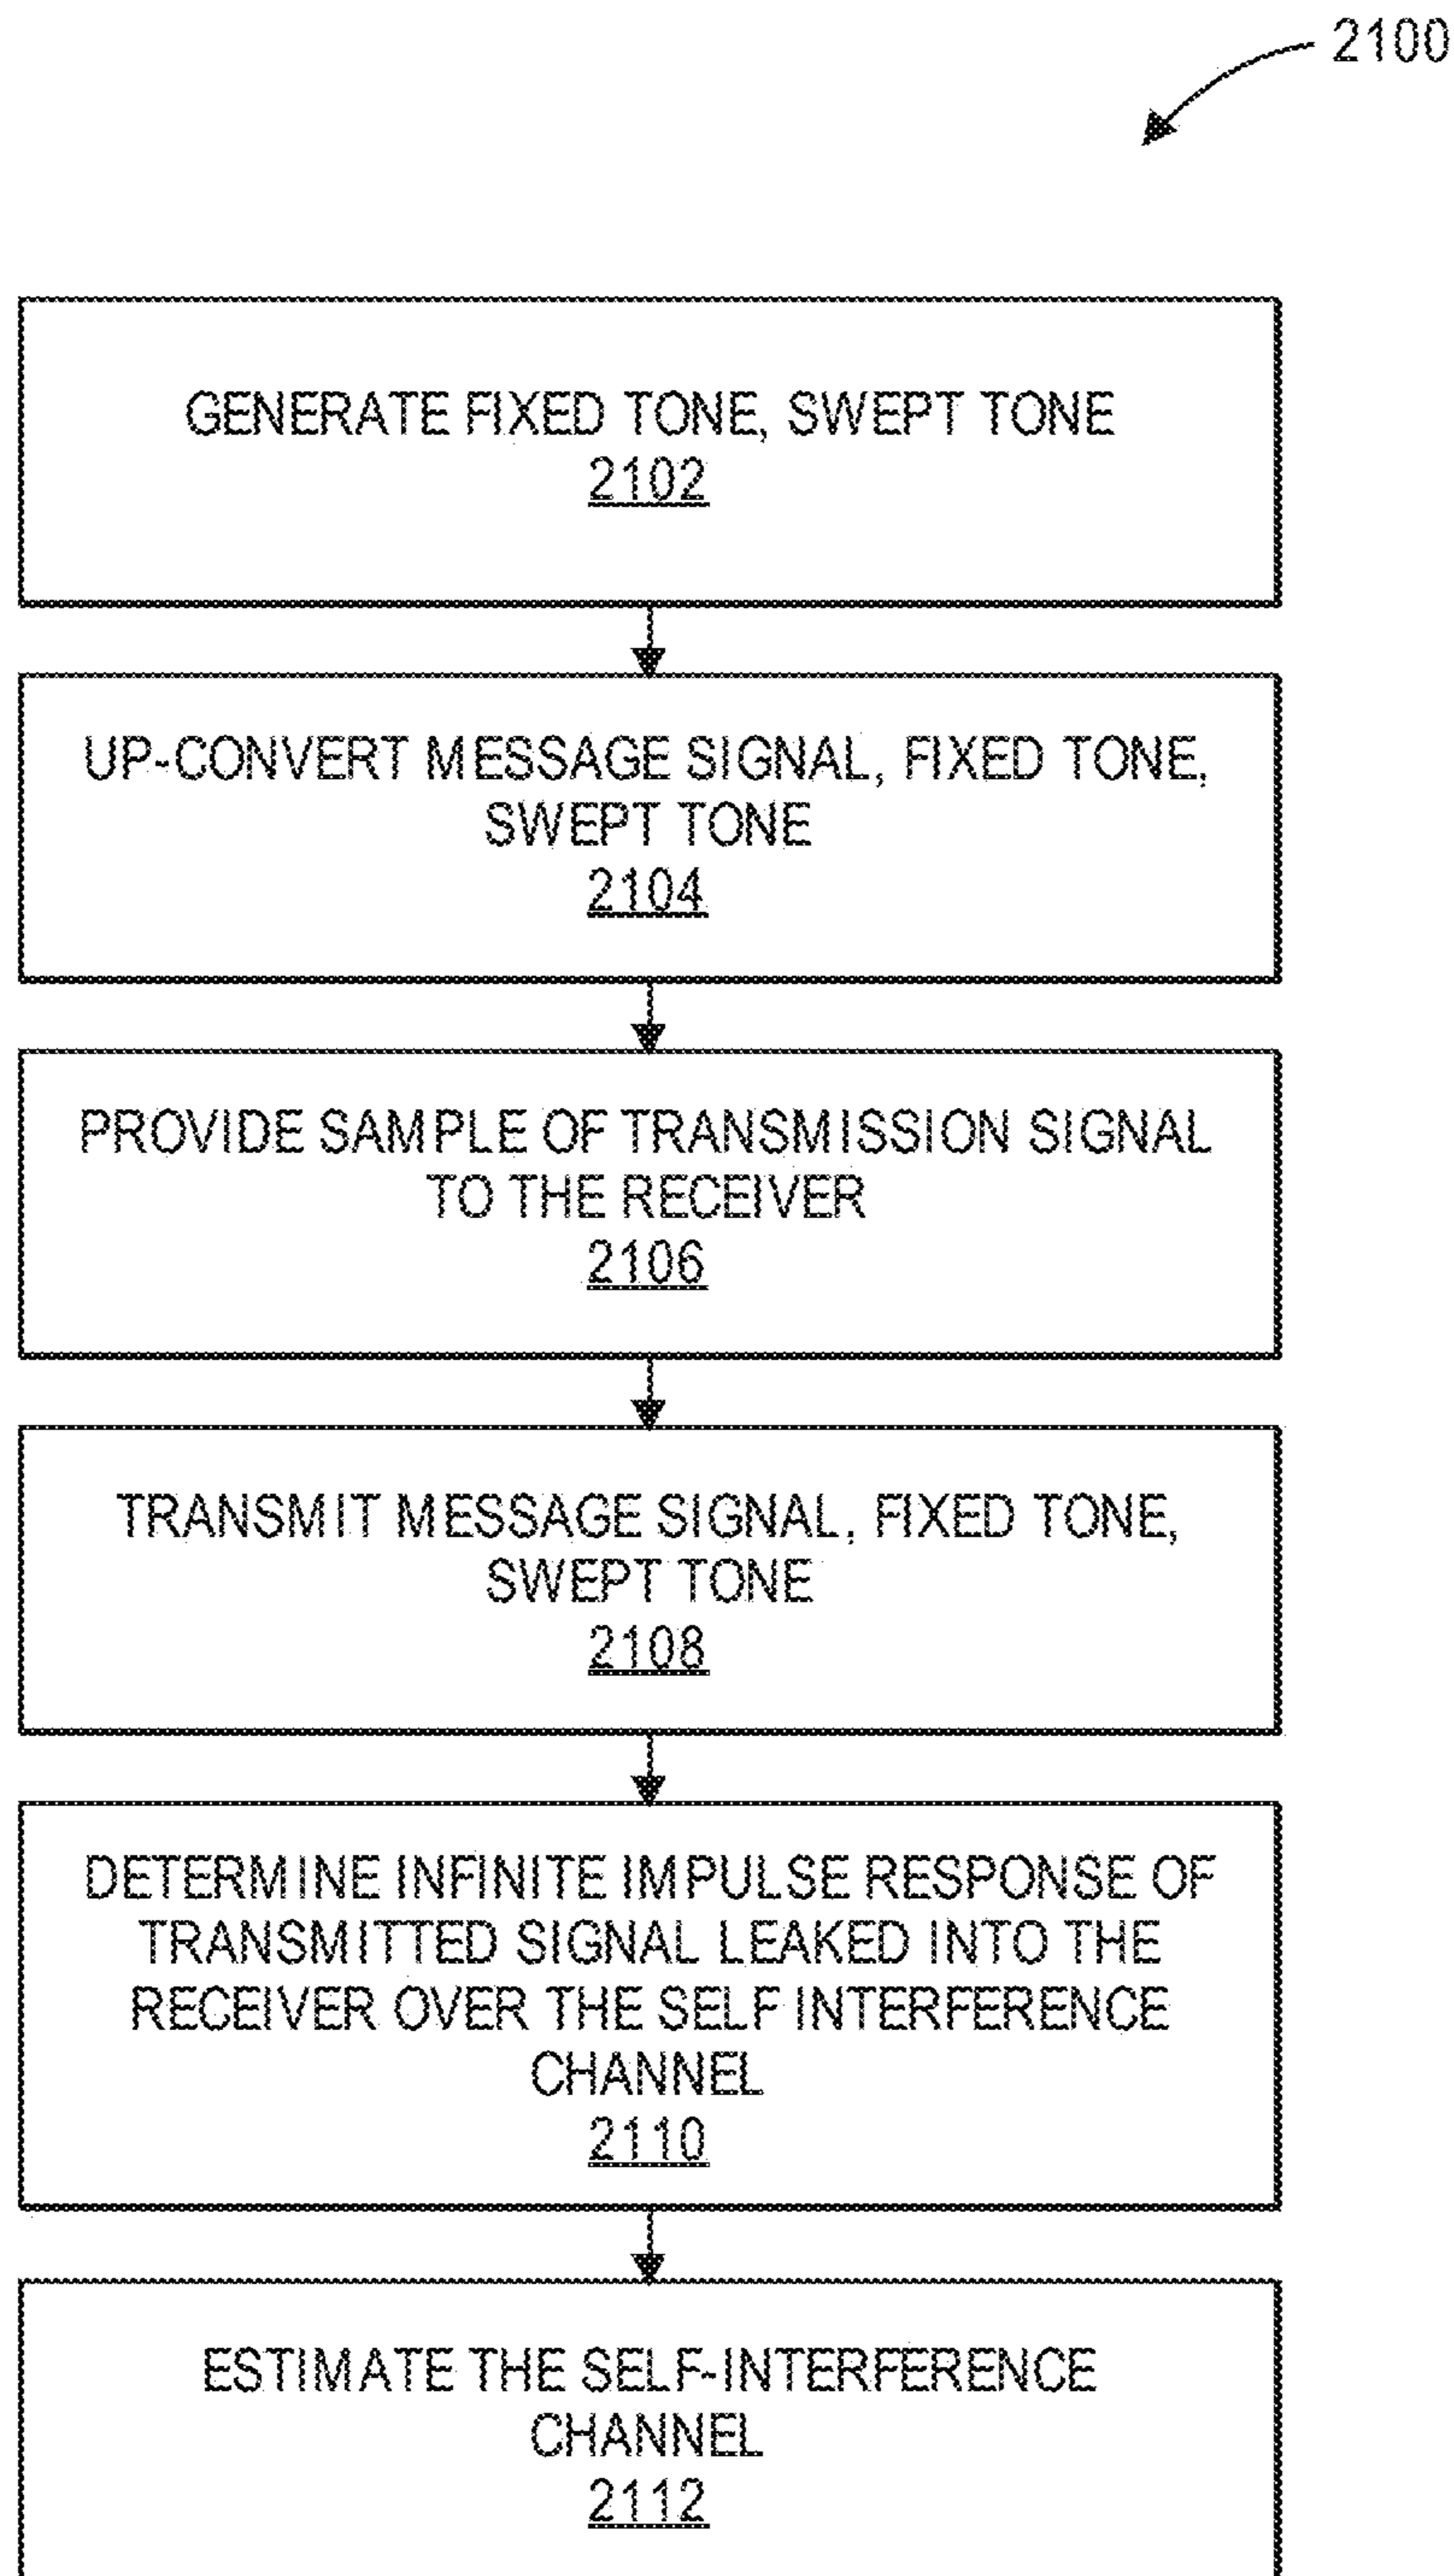 2100
GENERATE FIXED TONE, SWEPT TONE
2102
UP-CONVERT MESSAGE SIGNAL, FIXED TONE,
SWEPT TONE
2104
PROVIDE SAMPLE OF TRANSMISSION SIGNAL
TO THE RECEIVER
2106
TRANSMIT MESSAGE SIGNAL, FIXED TONE,
SWEPT TONE
2108
DETERMINE INFINITE IMPULSE RESPONSE OF
TRANSMITTED SIGNAL LEAKED INTO THE
RECEIVER OVER THE SELF INTERFERENCE
CHANNEL
2110
ESTIMATE THE SELF-INTERFERENCE
CHANNEL
2112